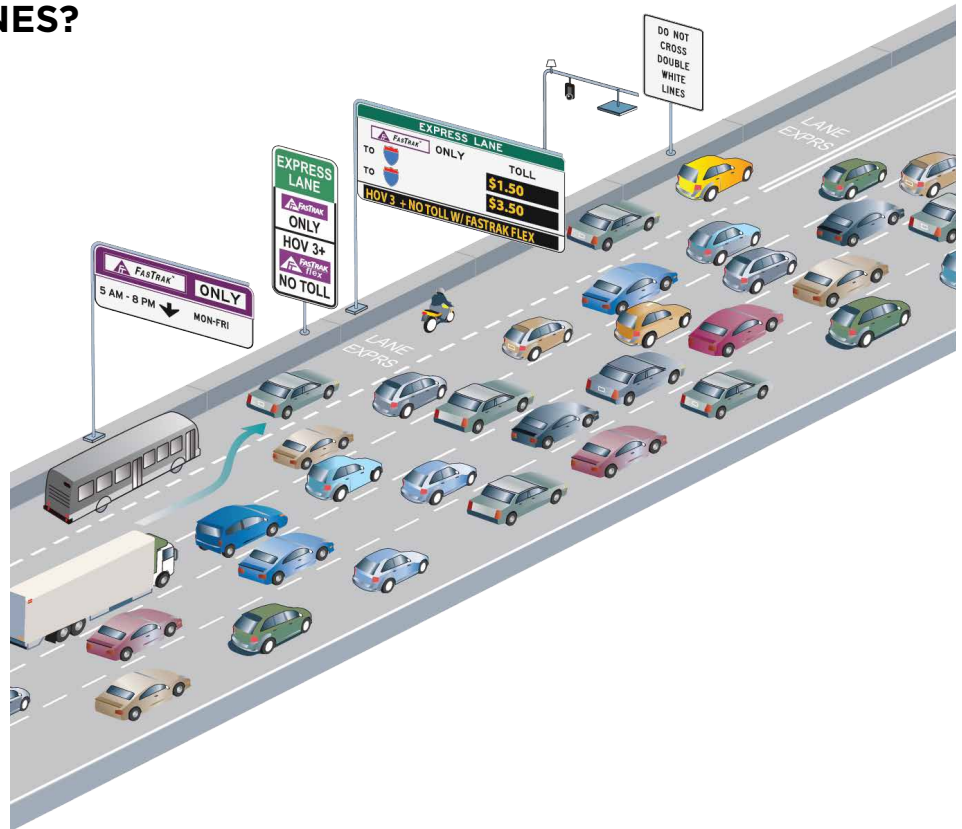 NES?
DO NOT
CROSS
DOUBLE
WHITE
LINES
LANE
EXPRS
EXPRESS LANE
FASTRAK™ ONLY
TOLL
TO $1.50
TO $3.50
HOV 3 + NO TOLL W/ FASTRAK FLEX
EXPRESS
LANE
FASTRAK
ONLY
HOV 3+
FASTRAK
flex
NO TOLL
FASTRAK™ ONLY
5 AM - 8 PM MON-FRI
LANE
EXPRS